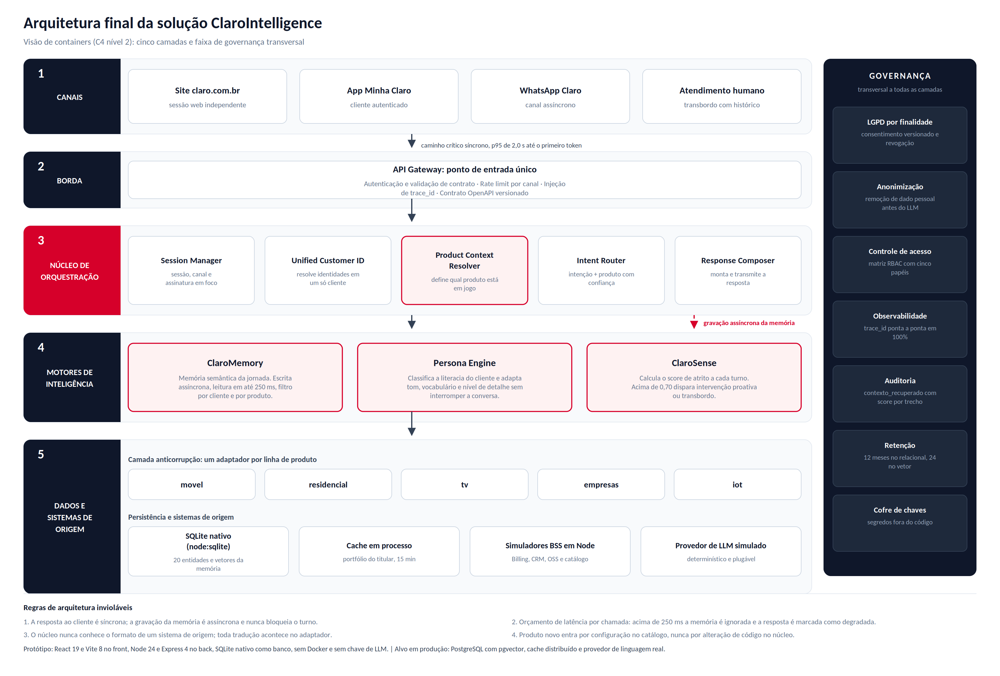 Arquitetura final da solução ClaroIntelligence
Visão de containers (C4 nível 2): cinco camadas e faixa de governança transversal
1
CANAIS
Site claro.com.br
sessão web independente
App Minha Claro
cliente autenticado
WhatsApp Claro
canal assíncrono
Atendimento humano
transbordo com histórico
caminho crítico síncrono, p95 de 2,0 s até o primeiro token
2
BORDA
API Gateway: ponto de entrada único
Autenticação e validação de contrato · Rate limit por canal · Injeção
de trace_id · Contrato OpenAPI versionado
3
NÚCLEO DE
ORQUESTRAÇÃO
Session Manager
sessão, canal e
assinatura em foco
Unified Customer ID
resolve identidades em
um só cliente
Product Context
Resolver
define qual produto está
em jogo
Intent Router
intenção + produto com
confiança
Response Composer
monta e transmite a
resposta
gravação assíncrona da memória
4
MOTORES DE
INTELIGÊNCIA
ClaroMemory
Memória semântica da jornada. Escrita
assíncrona, leitura em até 250 ms, filtro
por cliente e por produto.
Persona Engine
Classifica a literacia do cliente e adapta
tom, vocabulário e nível de detalhe sem
interromper a conversa.
ClaroSense
Calcula o score de atrito a cada turno.
Acima de 0,70 dispara intervenção proativa
ou transbordo.
5
DADOS E
SISTEMAS DE
ORIGEM
Camada anticorrupção: um adaptador por linha de produto
movel
residencial
tv
empresas
iot
Persistência e sistemas de origem
SQLite nativo
(node:sqlite)
20 entidades e vetores da
memória
Cache em processo
portfólio do titular, 15 min
Simuladores BSS em Node
Billing, CRM, OSS e catálogo
Provedor de LLM simulado
determinístico e plugável
GOVERNANÇA
transversal a todas as camadas
LGPD por finalidade
consentimento versionado e
revogação
Anonimização
remoção de dado pessoal
antes do LLM
Controle de acesso
matriz RBAC com cinco
papéis
Observabilidade
trace_id ponta a ponta em
100%
Auditoria
contexto_recuperado com
score por trecho
Retenção
12 meses no relacional, 24
no vetor
Cofre de chaves
segredos fora do código
Regras de arquitetura invioláveis
1. A resposta ao cliente é síncrona; a gravação da memória é assíncrona e nunca bloqueia o turno.
2. Orçamento de latência por chamada: acima de 250 ms a memória é ignorada e a resposta é marcada como degradada.
3. O núcleo nunca conhece o formato de um sistema de origem; toda tradução acontece no adaptador.
4. Produto novo entra por configuração no catálogo, nunca por alteração de código no núcleo.
Protótipo: React 19 e Vite 8 no front, Node 24 e Express 4 no back, SQLite nativo como banco, sem Docker e sem chave de LLM. | Alvo em produção: PostgreSQL com pgvector, cache distribuído e provedor de linguagem real.